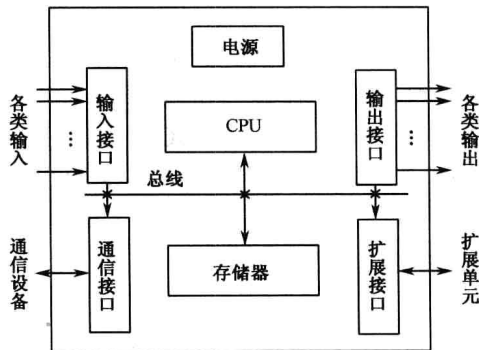 电源
各类输入
⋮
输入接口
CPU
输出接口
⋮
各类输出
总线
通信设备
通信接口
存储器
扩展接口
扩展单元